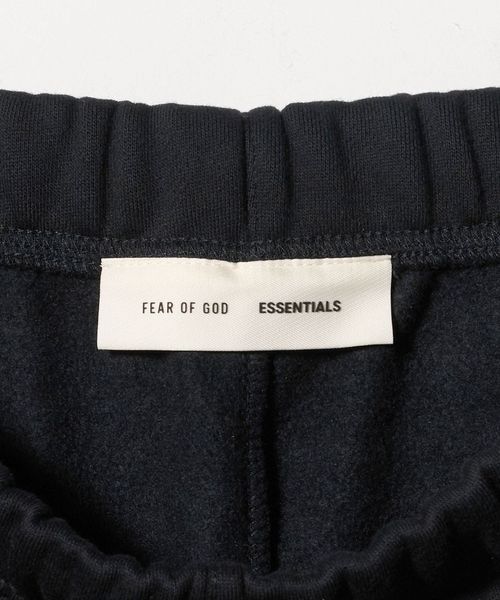 FEAR OF GOD ESSENTIALS